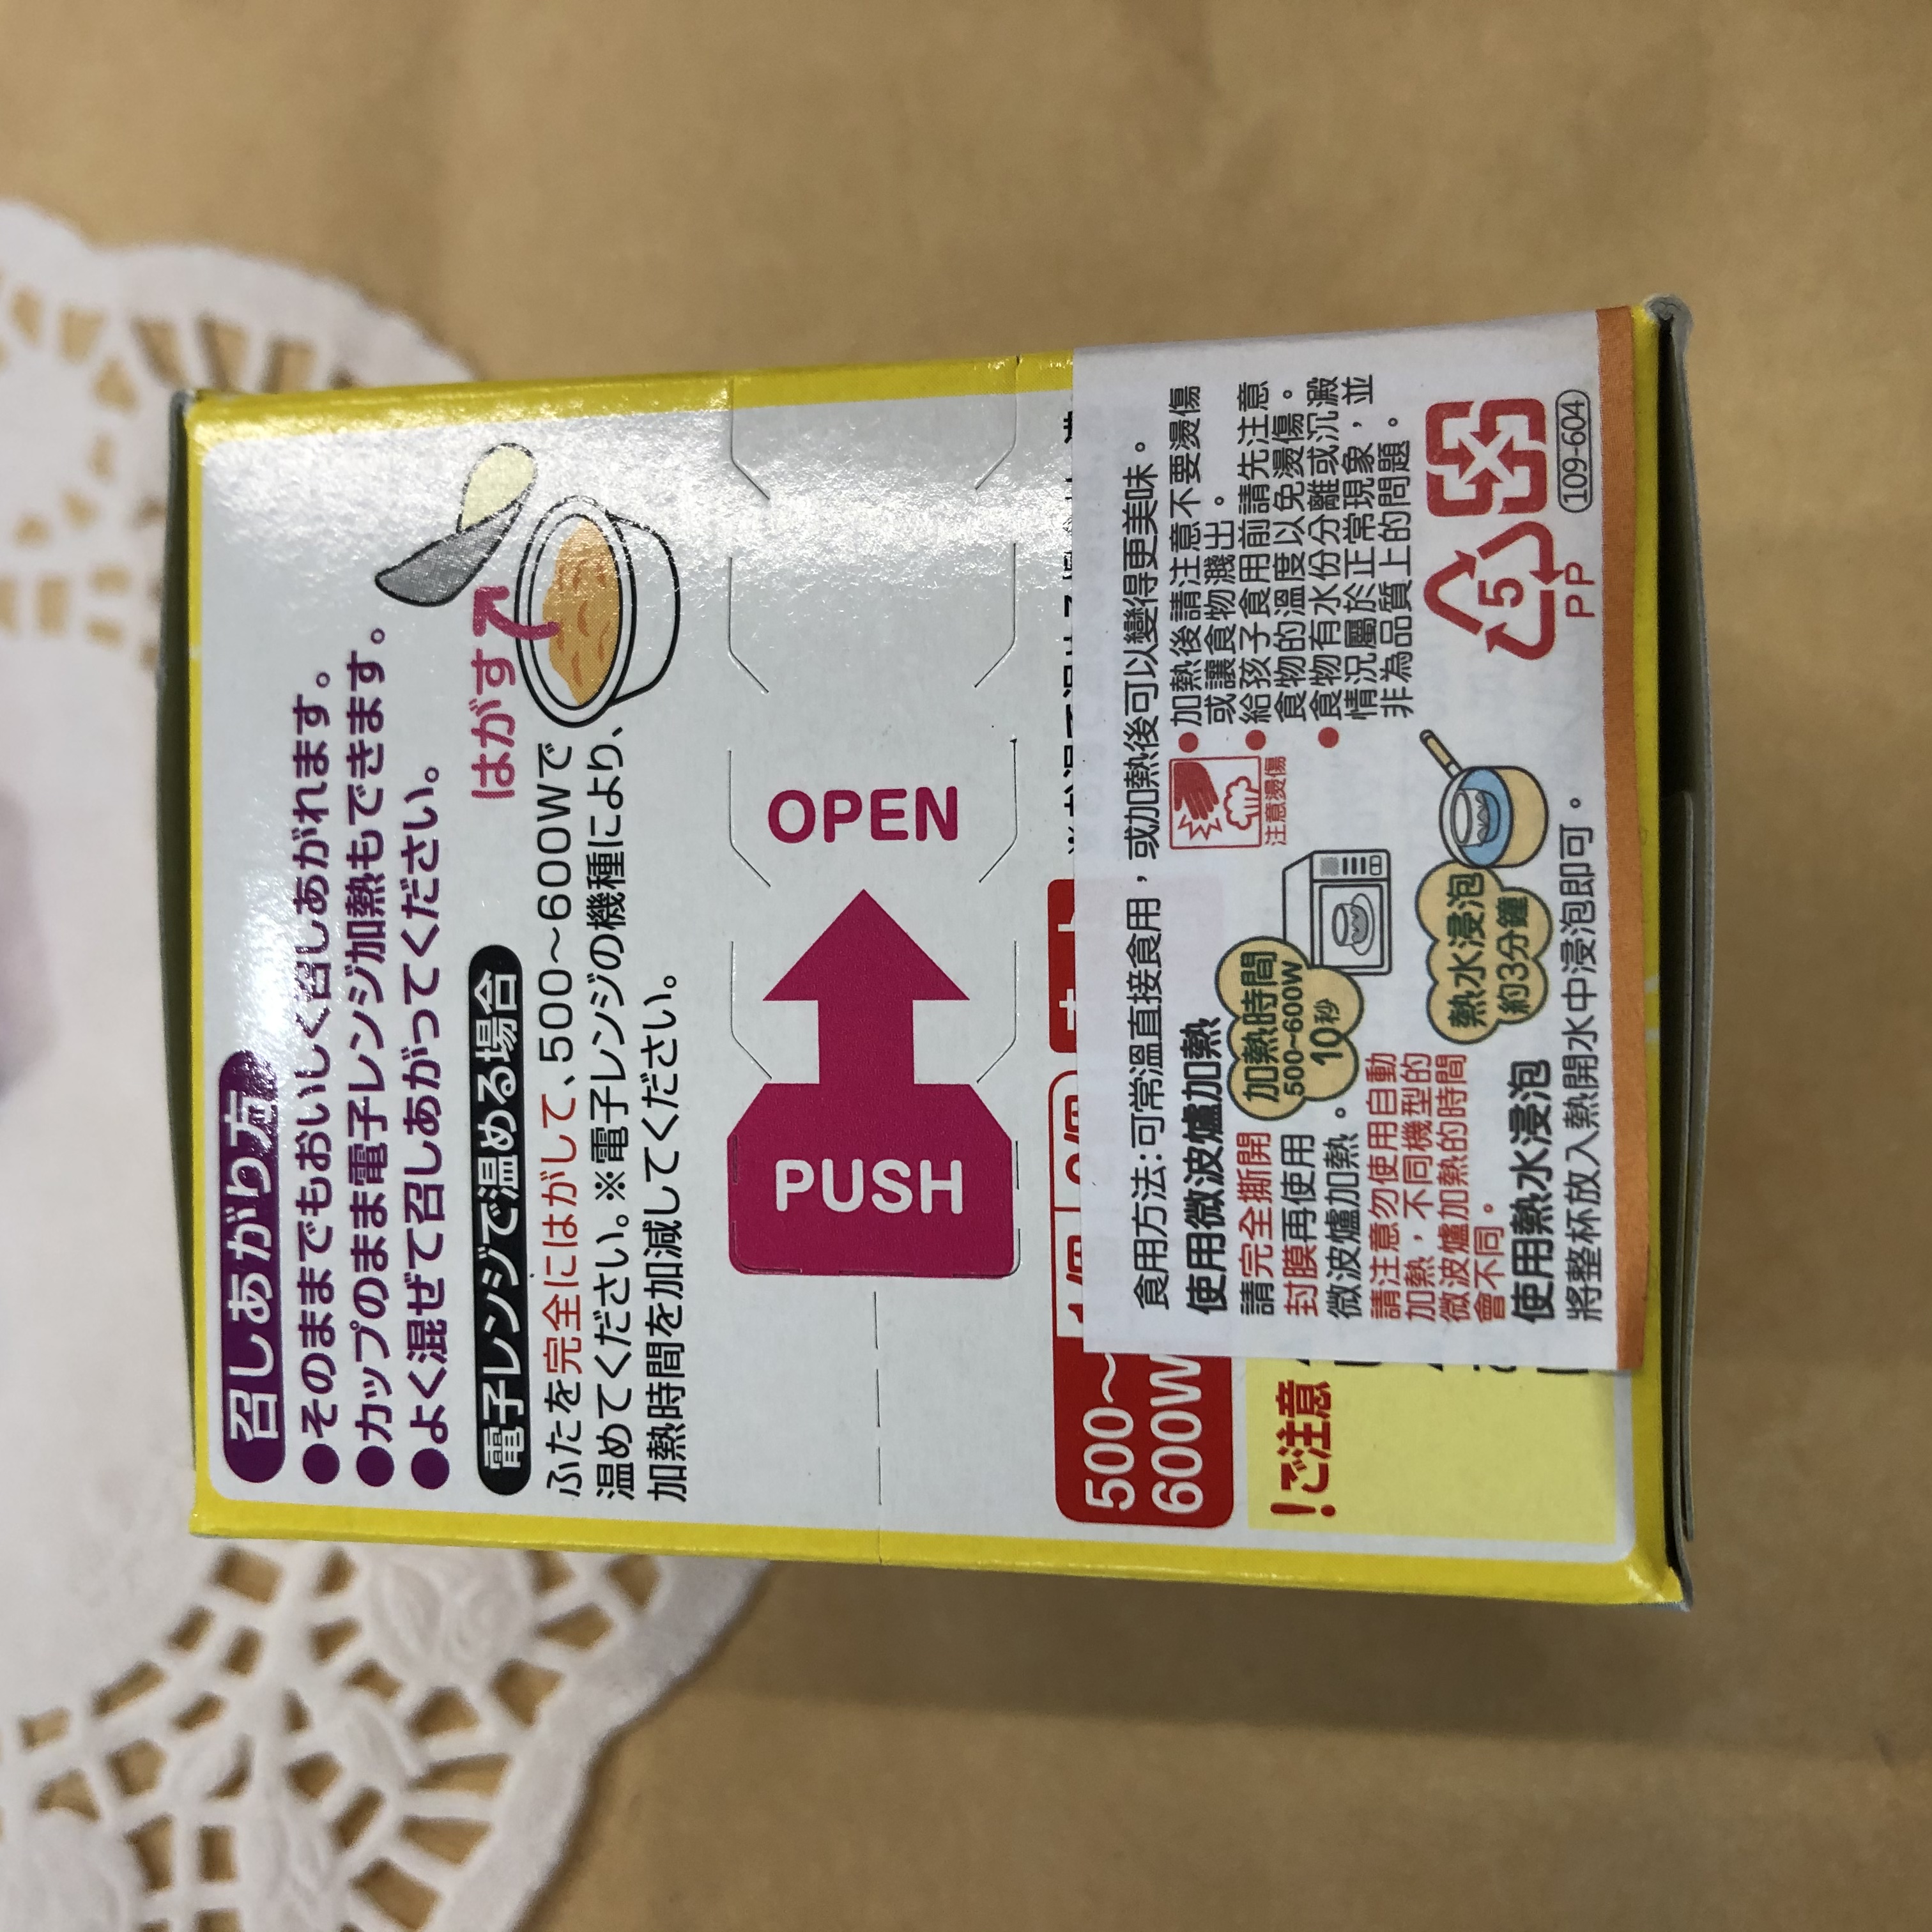 召しあがり方
●そのままでもおいしく召しあがれます。
●カップのまま電子レンジ加熱もできます。
●よく混ぜて召しあがってください。
電子レンジで温める場合
はがす
ふたを完全にはがして、500～600Wで
温めてください。※電子レンジの機種により、
加熱時間を加減してください。
PUSH
OPEN
500～
600W
!ご注意
食用方法:可常溫直接食用，或加熱後可以變得更美味。
使用微波爐加熱
請完全撕開
封膜再使用
微波爐加熱。
請注意勿使用自動
加熱，不同機型的
微波爐加熱的時間
會不同。
加熱時間
500~600W
10秒
使用熱水浸泡
將整杯放入熱開水中浸泡即可。
熱水浸泡
約3分鐘
注意燙傷
●加熱後請注意不要燙傷
或讓食物濺出。
●給孩子食用前請先注意
食物的溫度以免燙傷。
●食物有水份分離或沉澱
情況屬於正常現象，並
非為品質上的問題。
5
PP
109-604